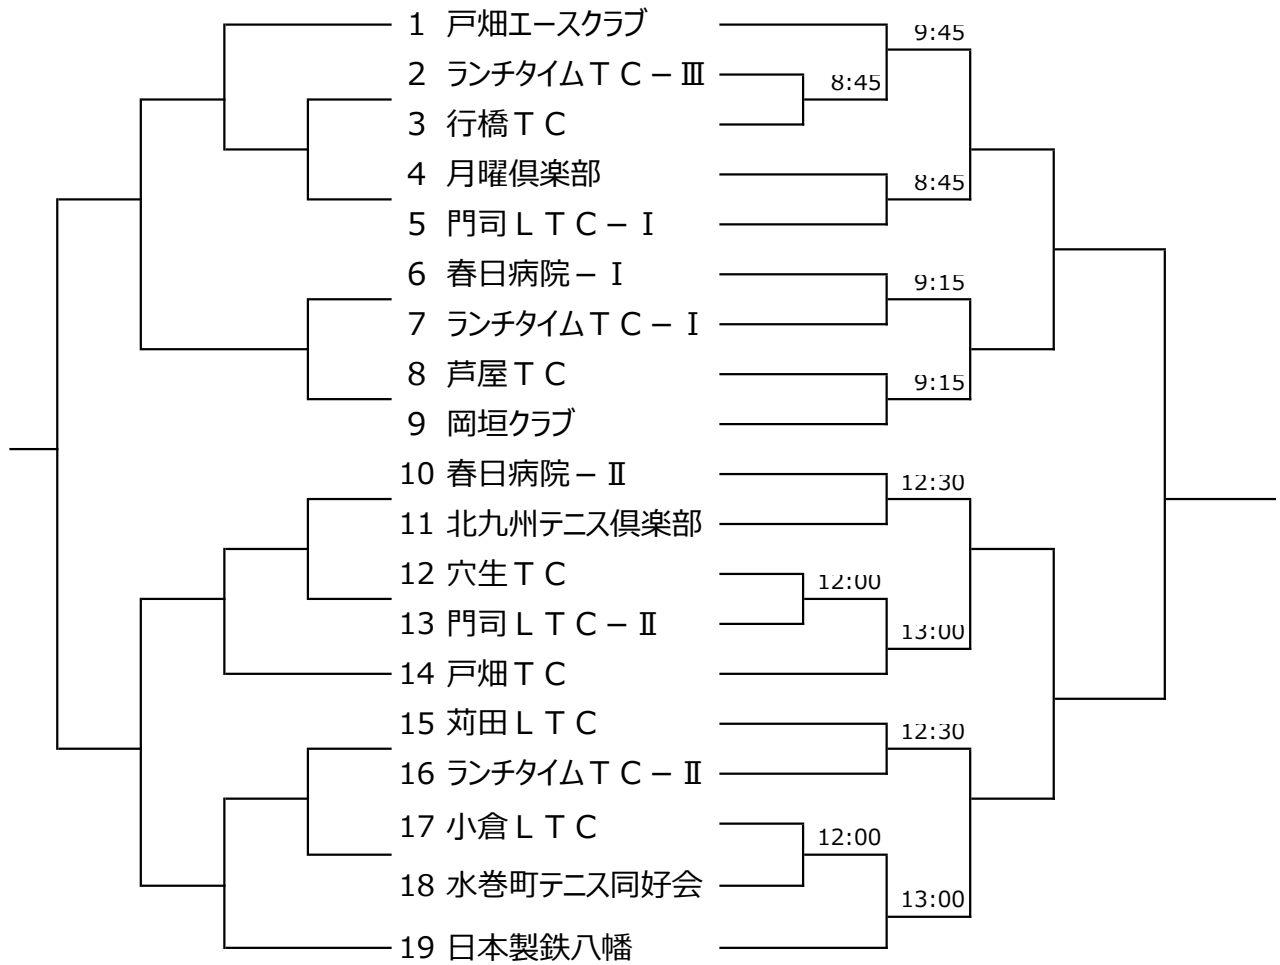 1 戸畑エースクラブ
9:45
2 ランチタイムＴＣ－Ⅲ
8:45
3 行橋ＴＣ
4 月曜倶楽部
8:45
5 門司ＬＴＣ－Ⅰ
6 春日病院－Ⅰ
9:15
7 ランチタイムＴＣ－Ⅰ
8 芦屋ＴＣ
9:15
9 岡垣クラブ
10 春日病院－Ⅱ
12:30
11 北九州テニス倶楽部
12 穴生ＴＣ
12:00
13 門司ＬＴＣ－Ⅱ
13:00
14 戸畑ＴＣ
15 苅田ＬＴＣ
12:30
16 ランチタイムＴＣ－Ⅱ
17 小倉ＬＴＣ
12:00
18 水巻町テニス同好会
13:00
19 日本製鉄八幡